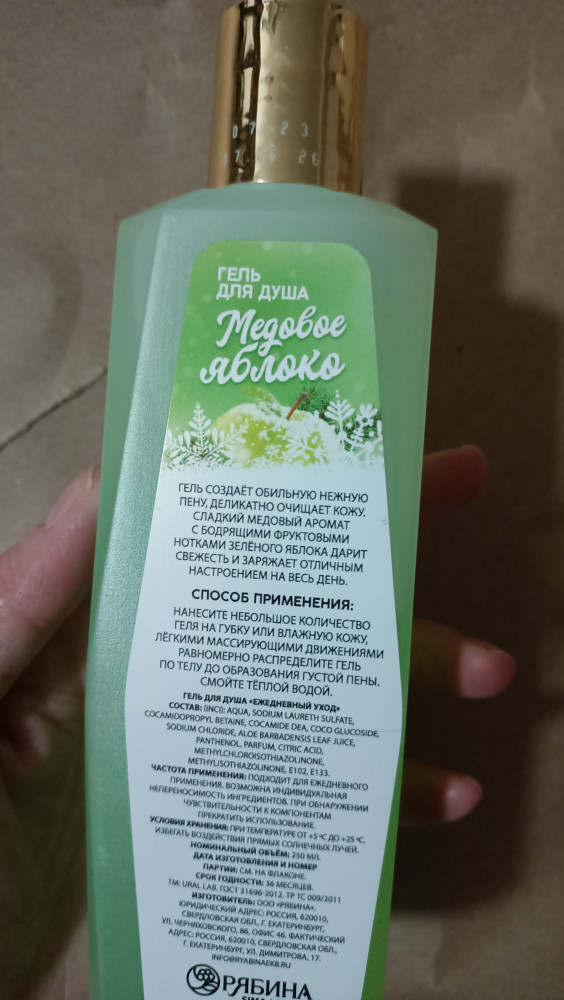 07 23
07 26
ГЕЛЬ
ДЛЯ ДУША
Медовое
яблоко
ГЕЛЬ СОЗДАЁТ ОБИЛЬНУЮ НЕЖНУЮ
ПЕНУ, ДЕЛИКАТНО ОЧИЩАЕТ КОЖУ.
СЛАДКИЙ МЕДОВЫЙ АРОМАТ
С БОДРЯЩИМИ ФРУКТОВЫМИ
НОТКАМИ ЗЕЛЁНОГО ЯБЛОКА ДАРИТ
СВЕЖЕСТЬ И ЗАРЯЖАЕТ ОТЛИЧНЫМ
НАСТРОЕНИЕМ НА ВЕСЬ ДЕНЬ.
СПОСОБ ПРИМЕНЕНИЯ:
НАНЕСИТЕ НЕБОЛЬШОЕ КОЛИЧЕСТВО
ГЕЛЯ НА ГУБКУ ИЛИ ВЛАЖНУЮ КОЖУ,
ЛЁГКИМИ МАССИРУЮЩИМИ ДВИЖЕНИЯМИ
РАВНОМЕРНО РАСПРЕДЕЛИТЕ ГЕЛЬ
ПО ТЕЛУ ДО ОБРАЗОВАНИЯ ГУСТОЙ ПЕНЫ.
СМОЙТЕ ТЁПЛОЙ ВОДОЙ.
ГЕЛЬ ДЛЯ ДУША «ЕЖЕДНЕВНЫЙ УХОД»
СОСТАВ: (INCI): AQUA, SODIUM LAURETH SULFATE,
COCAMIDOPROPYL BETAINE, COCAMIDE DEA, COCO GLUCOSIDE,
SODIUM CHLORIDE, ALOE BARBADENSIS LEAF JUICE,
PANTHENOL, PARFUM, CITRIC ACID,
METHYLCHLOROISOTHIAZOLINONE,
METHYLISOTHIAZOLINONE, E102, E133.
ЧАСТОТА ПРИМЕНЕНИЯ: ПОДХОДИТ ДЛЯ ЕЖЕДНЕВНОГО
ПРИМЕНЕНИЯ. ВОЗМОЖНА ИНДИВИДУАЛЬНАЯ
НЕПЕРЕНОСИМОСТЬ ИНГРЕДИЕНТОВ. ПРИ ОБНАРУЖЕНИИ
ЧУВСТВИТЕЛЬНОСТИ К КОМПОНЕНТАМ
ПРЕКРАТИТЬ ИСПОЛЬЗОВАНИЕ.
УСЛОВИЯ ХРАНЕНИЯ: ПРИ ТЕМПЕРАТУРЕ ОТ +5 °С ДО +25 °С.
ИЗБЕГАТЬ ВОЗДЕЙСТВИЯ ПРЯМЫХ СОЛНЕЧНЫХ ЛУЧЕЙ.
НОМИНАЛЬНЫЙ ОБЪЁМ: 250 МЛ.
ДАТА ИЗГОТОВЛЕНИЯ И НОМЕР
ПАРТИИ: СМ. НА ФЛАКОНЕ.
СРОК ГОДНОСТИ: 36 МЕСЯЦЕВ.
TM: URAL LAB. ГОСТ 31696-2012. ТР ТС 009/2011
ИЗГОТОВИТЕЛЬ: ООО «РЯБИНА».
ЮРИДИЧЕСКИЙ АДРЕС: РОССИЯ, 620010,
СВЕРДЛОВСКАЯ ОБЛ., Г. ЕКАТЕРИНБУРГ,
УЛ. ЧЕРНЯХОВСКОГО, 86, ОФИС 46. ФАКТИЧЕСКИЙ
АДРЕС: РОССИЯ, 620010, СВЕРДЛОВСКАЯ ОБЛ.,
Г. ЕКАТЕРИНБУРГ, УЛ. ДИМИТРОВА, 17.
INFO@RYABINAEKB.RU
РЯБИНА